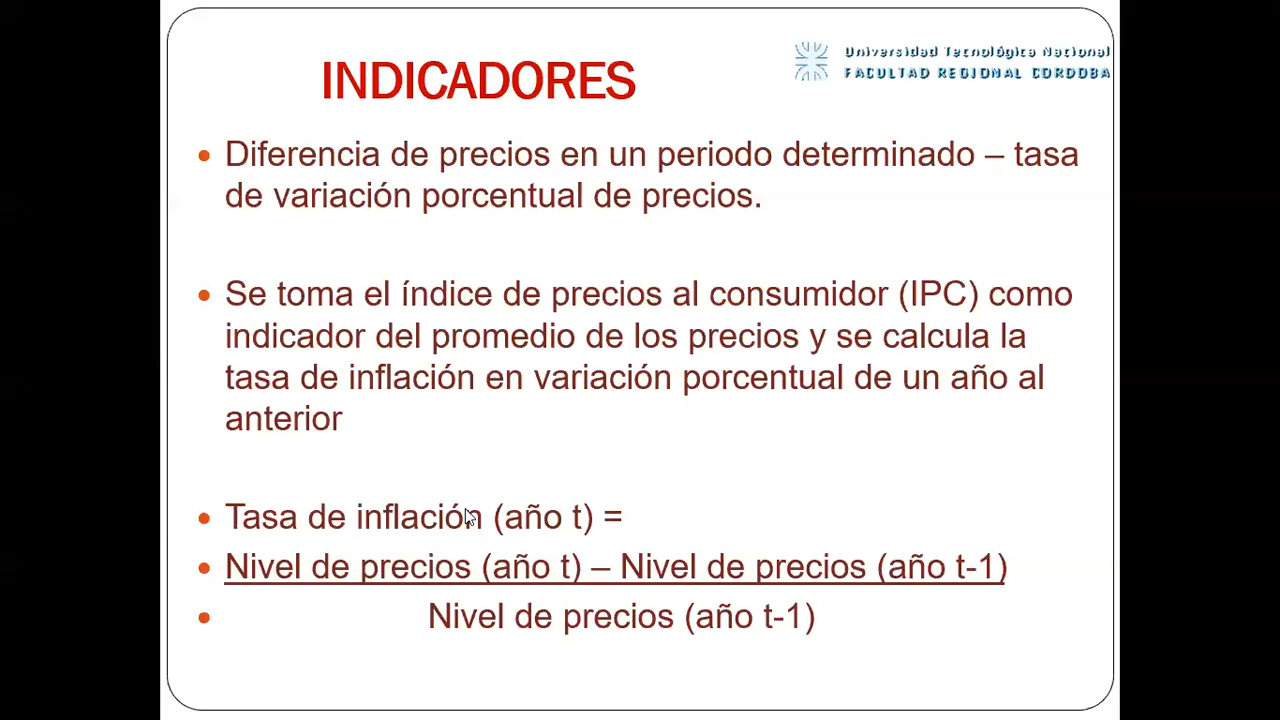 INDICADORES
Universidad Tecnológica Nacional
FACULTAD REGIONAL CORDOBA
• Diferencia de precios en un periodo determinado – tasa
de variación porcentual de precios.
• Se toma el índice de precios al consumidor (IPC) como
indicador del promedio de los precios y se calcula la
tasa de inflación en variación porcentual de un año al
anterior
• Tasa de inflación (año t) =
• Nivel de precios (año t) – Nivel de precios (año t-1)
• Nivel de precios (año t-1)